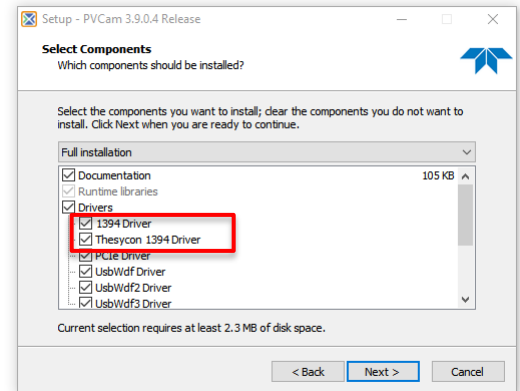 Setup - PVCam 3.9.0.4 Release
Select Components
Which components should be installed?
Select the components you want to install; clear the components you do not want to
install. Click Next when you are ready to continue.
Full installation
Documentation 105 KB
Runtime libraries
Drivers
1394 Driver
Thesycon 1394 Driver
PCIe Driver
UsbWdf Driver
UsbWdf2 Driver
UsbWdf3 Driver
Current selection requires at least 2.3 MB of disk space.
< Back Next > Cancel